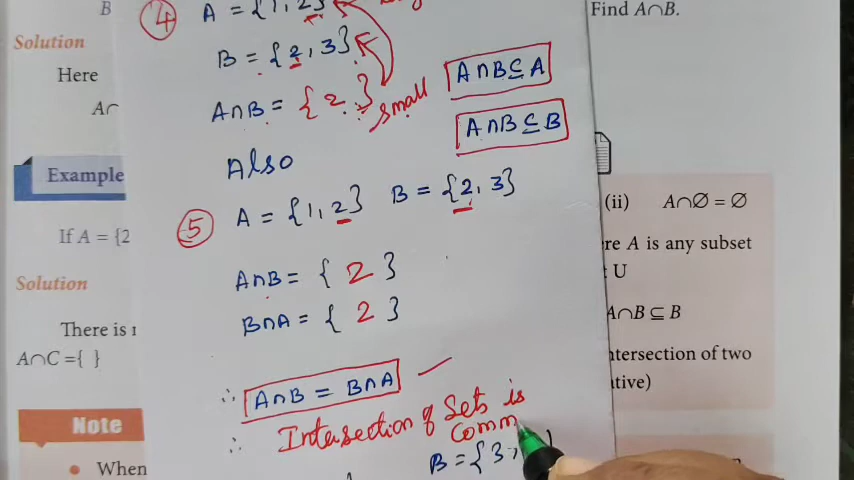 B
Solution
Here
A∩
Example
If A = {2
Solution
There is
A∩C ={ }
Note
When
4
A = {1, 2}
B = {2, 3}
A∩B = { 2 }
small
A∩B⊆A
A∩B⊆B
Also
5
A = {1, 2} B = {2, 3}
A∩B = { 2 }
B∩A = { 2 }
∴ A∩B = B∩A
∴ Intersection of Sets is
Comm
B = {3,
Find A∩B.
(ii) A∩∅ = ∅
re A is any subset
U
A∩B ⊆ B
ntersection of two
tive)